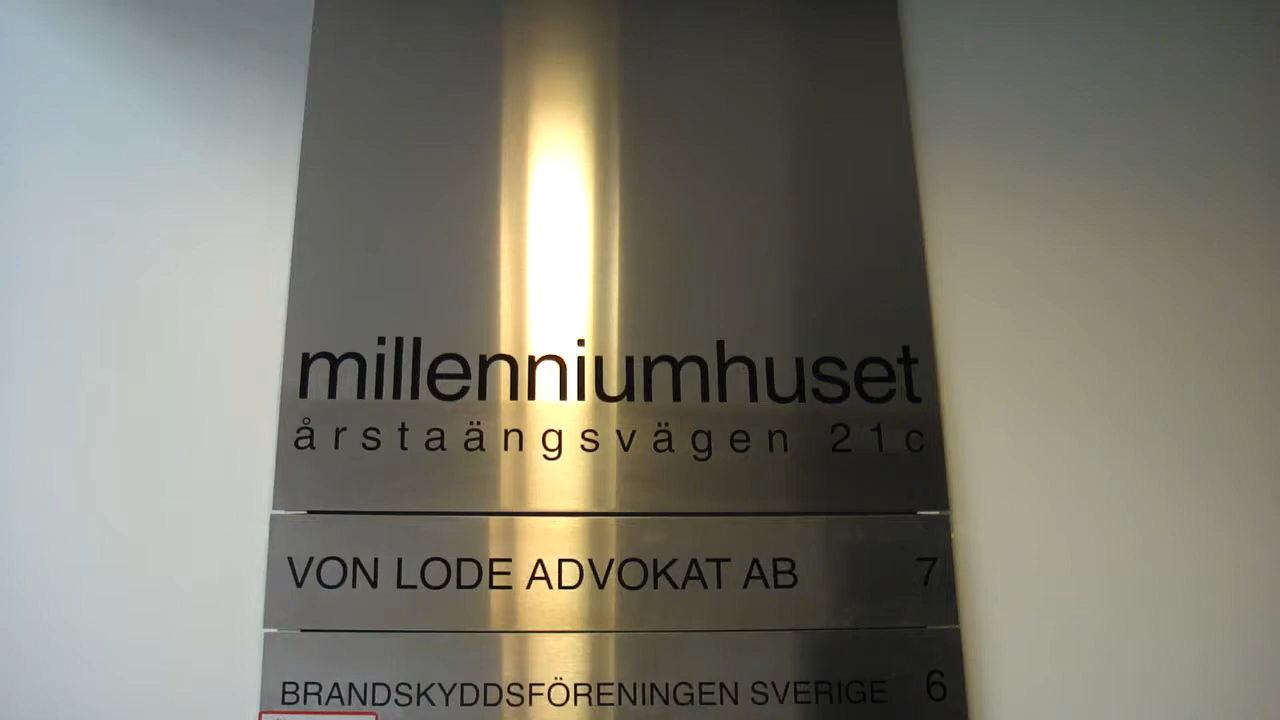 millenniumhuset
årstaängsvägen 21c
VON LODE ADVOKAT AB 7
BRANDSKYDDSFÖRENINGEN SVERIGE 6